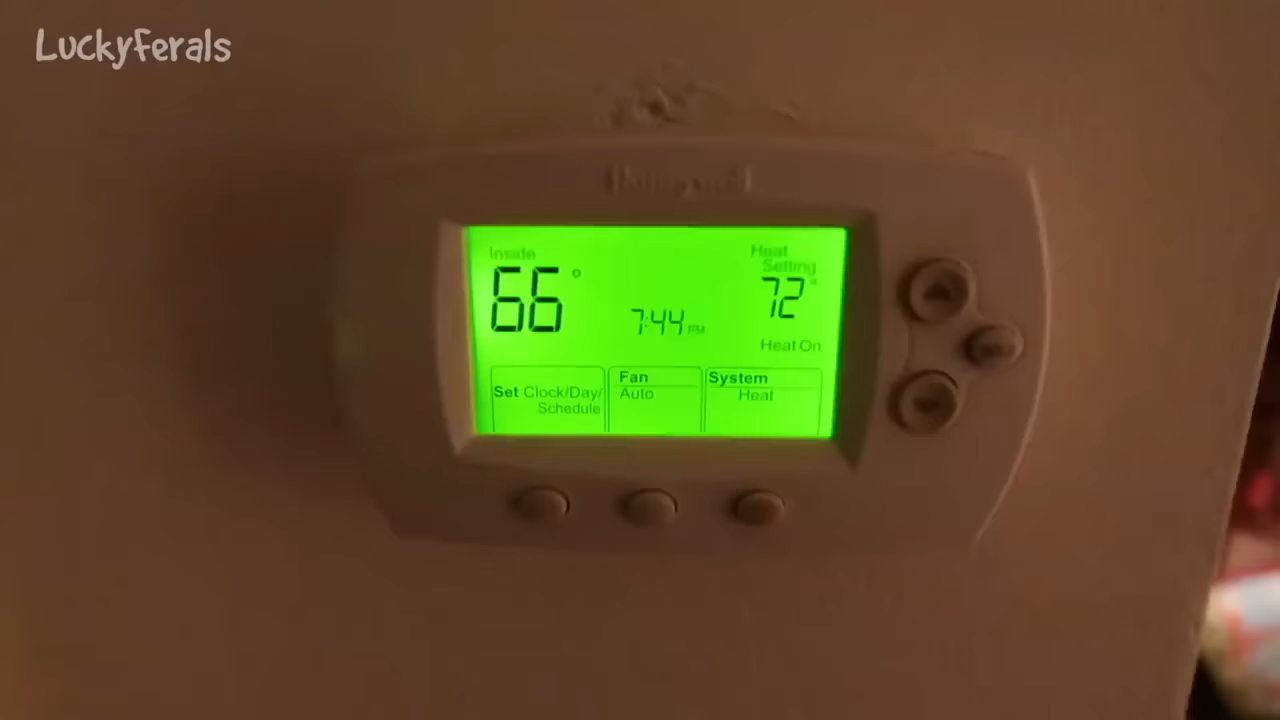 Luckyferals
Honeywell
Inside
66°
7:44 PM
Heat
Setting
72°
Heat On
Set Clock/Day/
Schedule
Fan
Auto
System
Heat